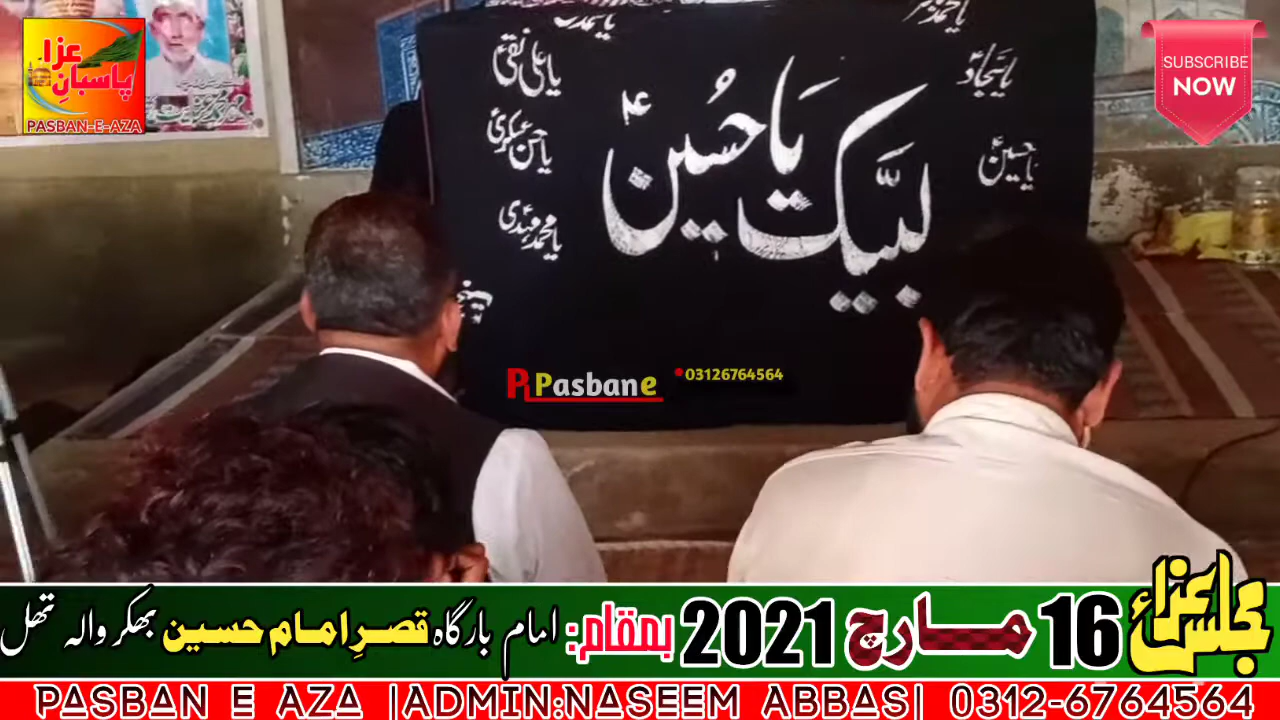 عزا
پاسبانِ
PASBAN-E-AZA
SUBSCRIBE
NOW
یا علی نقیؑ
یا سجادؑ
لبیک یا حسینؑ
یا حسن عسکریؑ
یا حسینؑ
یا محمد مہدی
Pasbane
03126764564
مجلس عزاء 16 مارچ 2021 بمقام: امام بارگاہ قصرِ امام حسین بھکر والہ تھل
PASBAN E AZA |ADMIN:NASEEM ABBAS| 0312-6764564